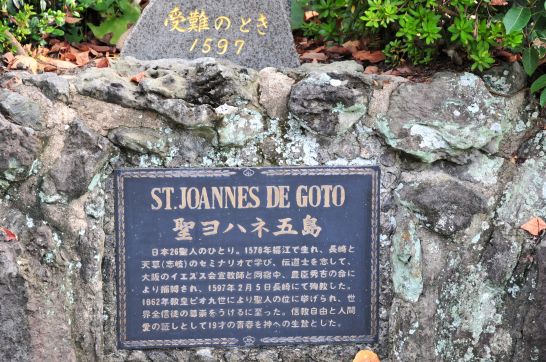 受難のとき
1597
ST.JOANNES DE GOTO
聖ヨハネ五島
日本26聖人のひとり。1578年福江で生れ、長崎と
天草(志岐)のセミナリオで学び、伝道士を志して、
大阪のイエズス会宣教師と同宿中、豊臣秀吉の命に
より捕縛され、1597年2月5日長崎にて殉教した。
1862年教皇ピオ九世により聖人の位に挙げられ、世
界全信徒の尊崇をうけるに至った。信教自由と人間
愛の証しとして19才の青春を神への生贄とした。